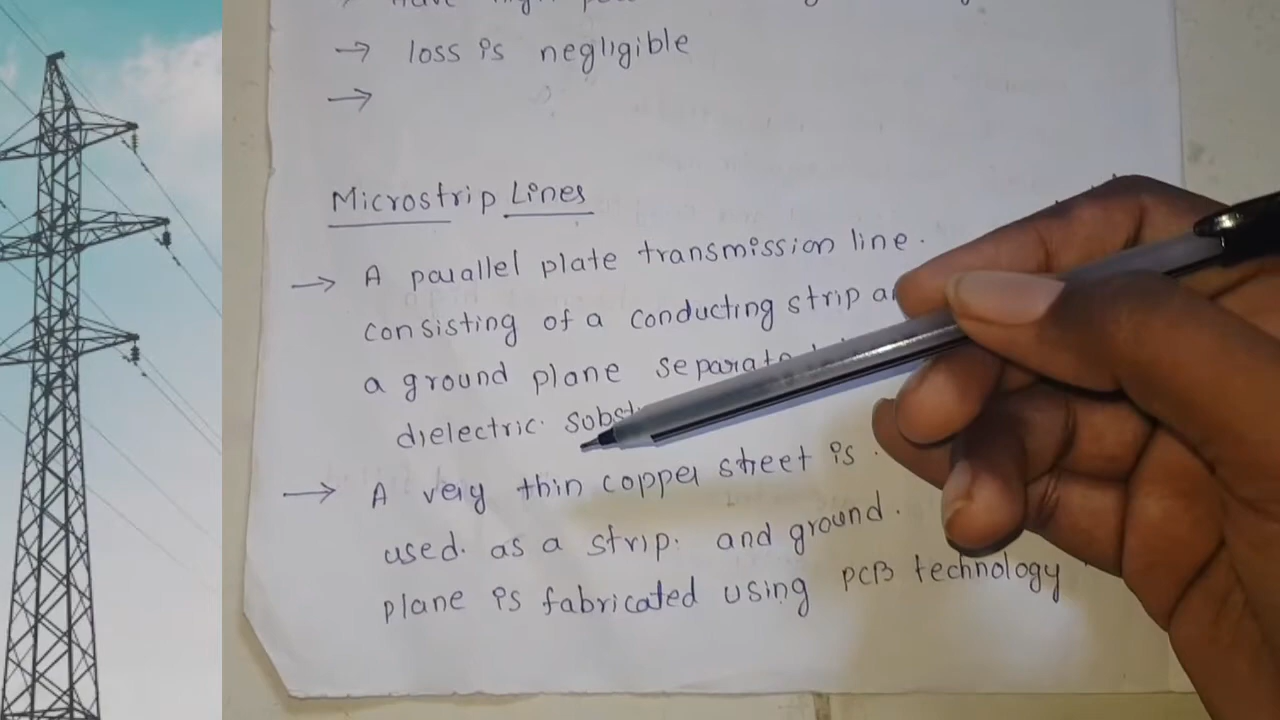 → loss is negligible
→
Microstrip Lines
→ A parallel plate transmission line.
consisting of a conducting strip
a ground plane
dielectric.
→ A very thin copper sheet is.
used. as a strip. and ground.
plane is fabricated using PCB technology